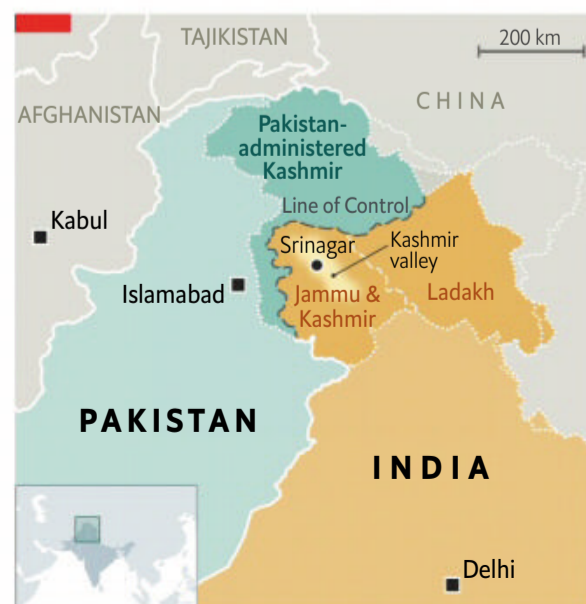 TAJIKISTAN
200 km
AFGHANISTAN
CHINA
Pakistan-
administered
Kashmir
Line of Control
Kabul
Srinagar
Kashmir
valley
Islamabad
Jammu &
Kashmir
Ladakh
PAKISTAN
INDIA
Delhi